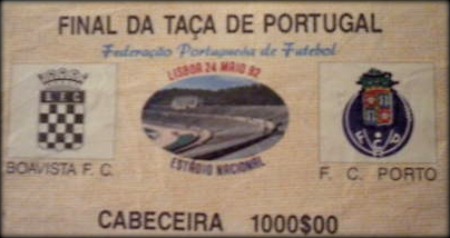 FINAL DA TAÇA DE PORTUGAL
Federação Portuguesa de Futebol
LISBOA 24 MAIO 92
B.F.C.
ESTÁDIO NACIONAL
BOAVISTA F. C.
F. C. PORTO
CABECEIRA 1000$00